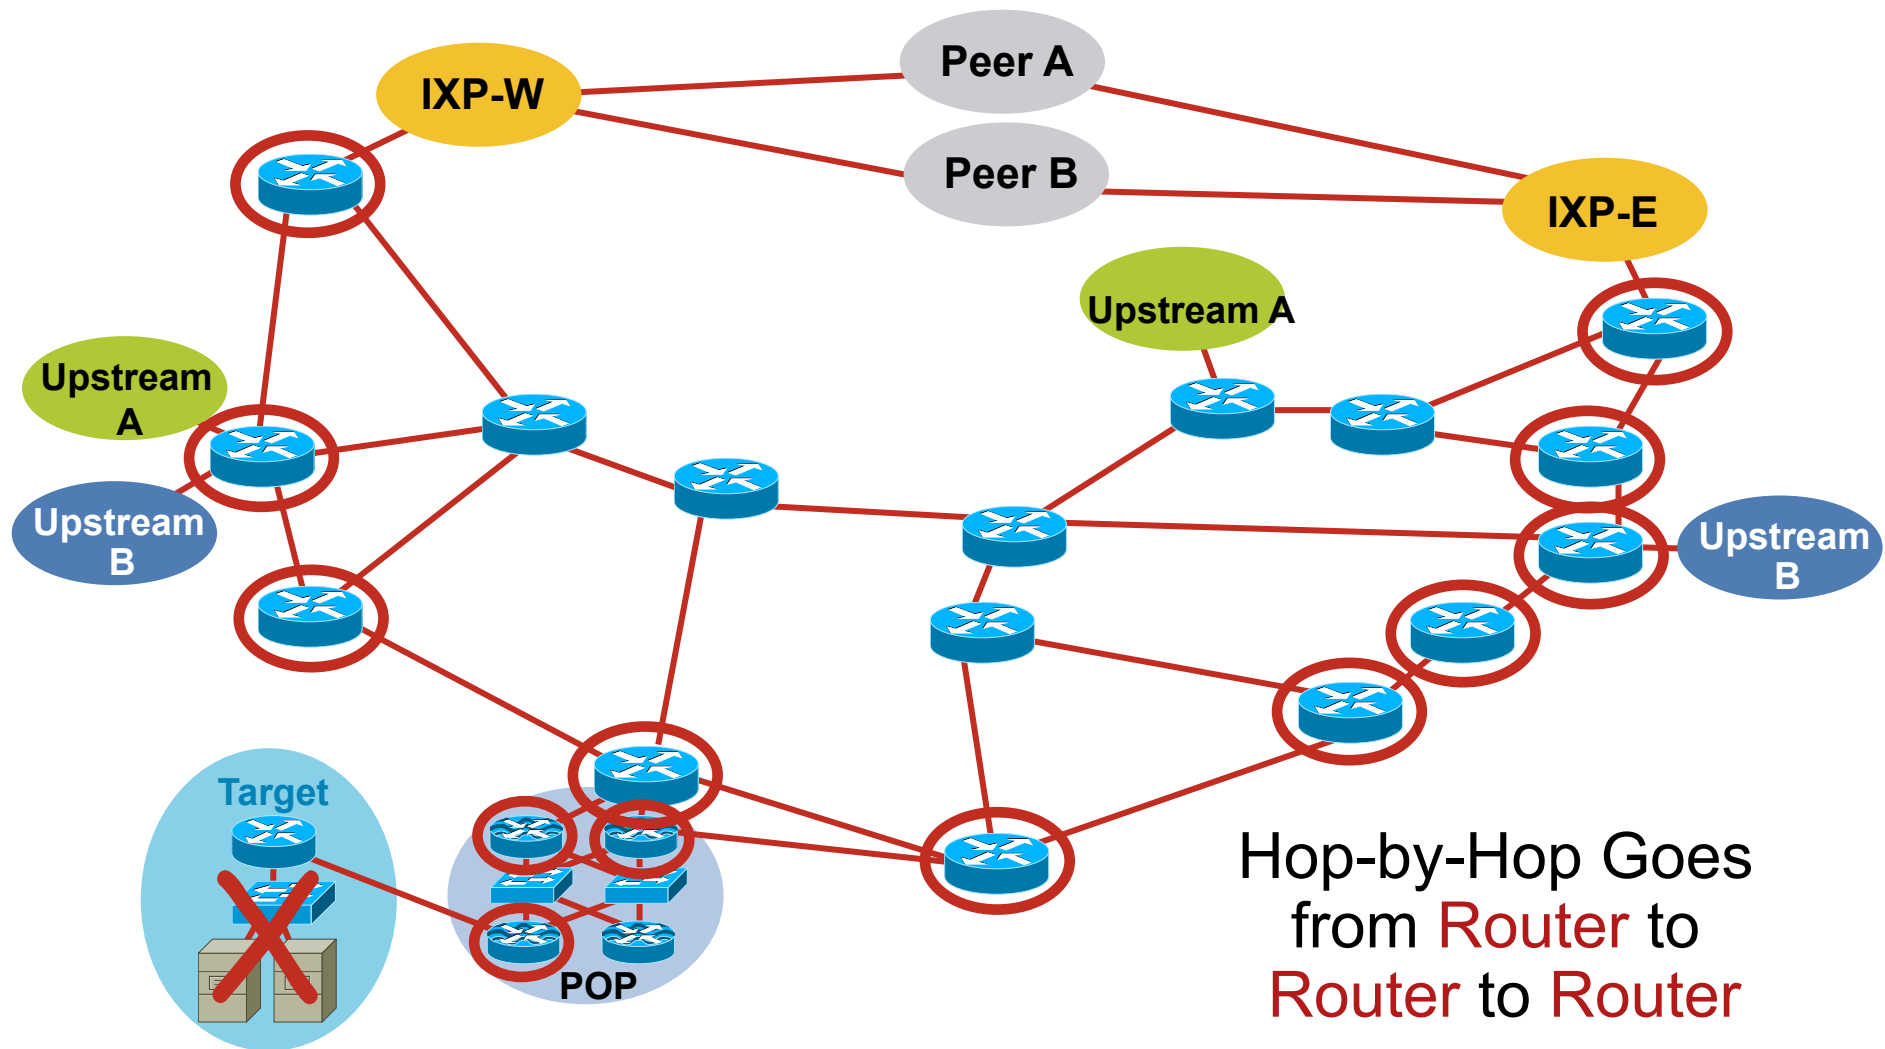 Peer A
IXP-W
Peer B
IXP-E
Upstream A
Upstream
A
Upstream
B
Upstream
B
Target
POP
Hop-by-Hop Goes
from Router to
Router to Router